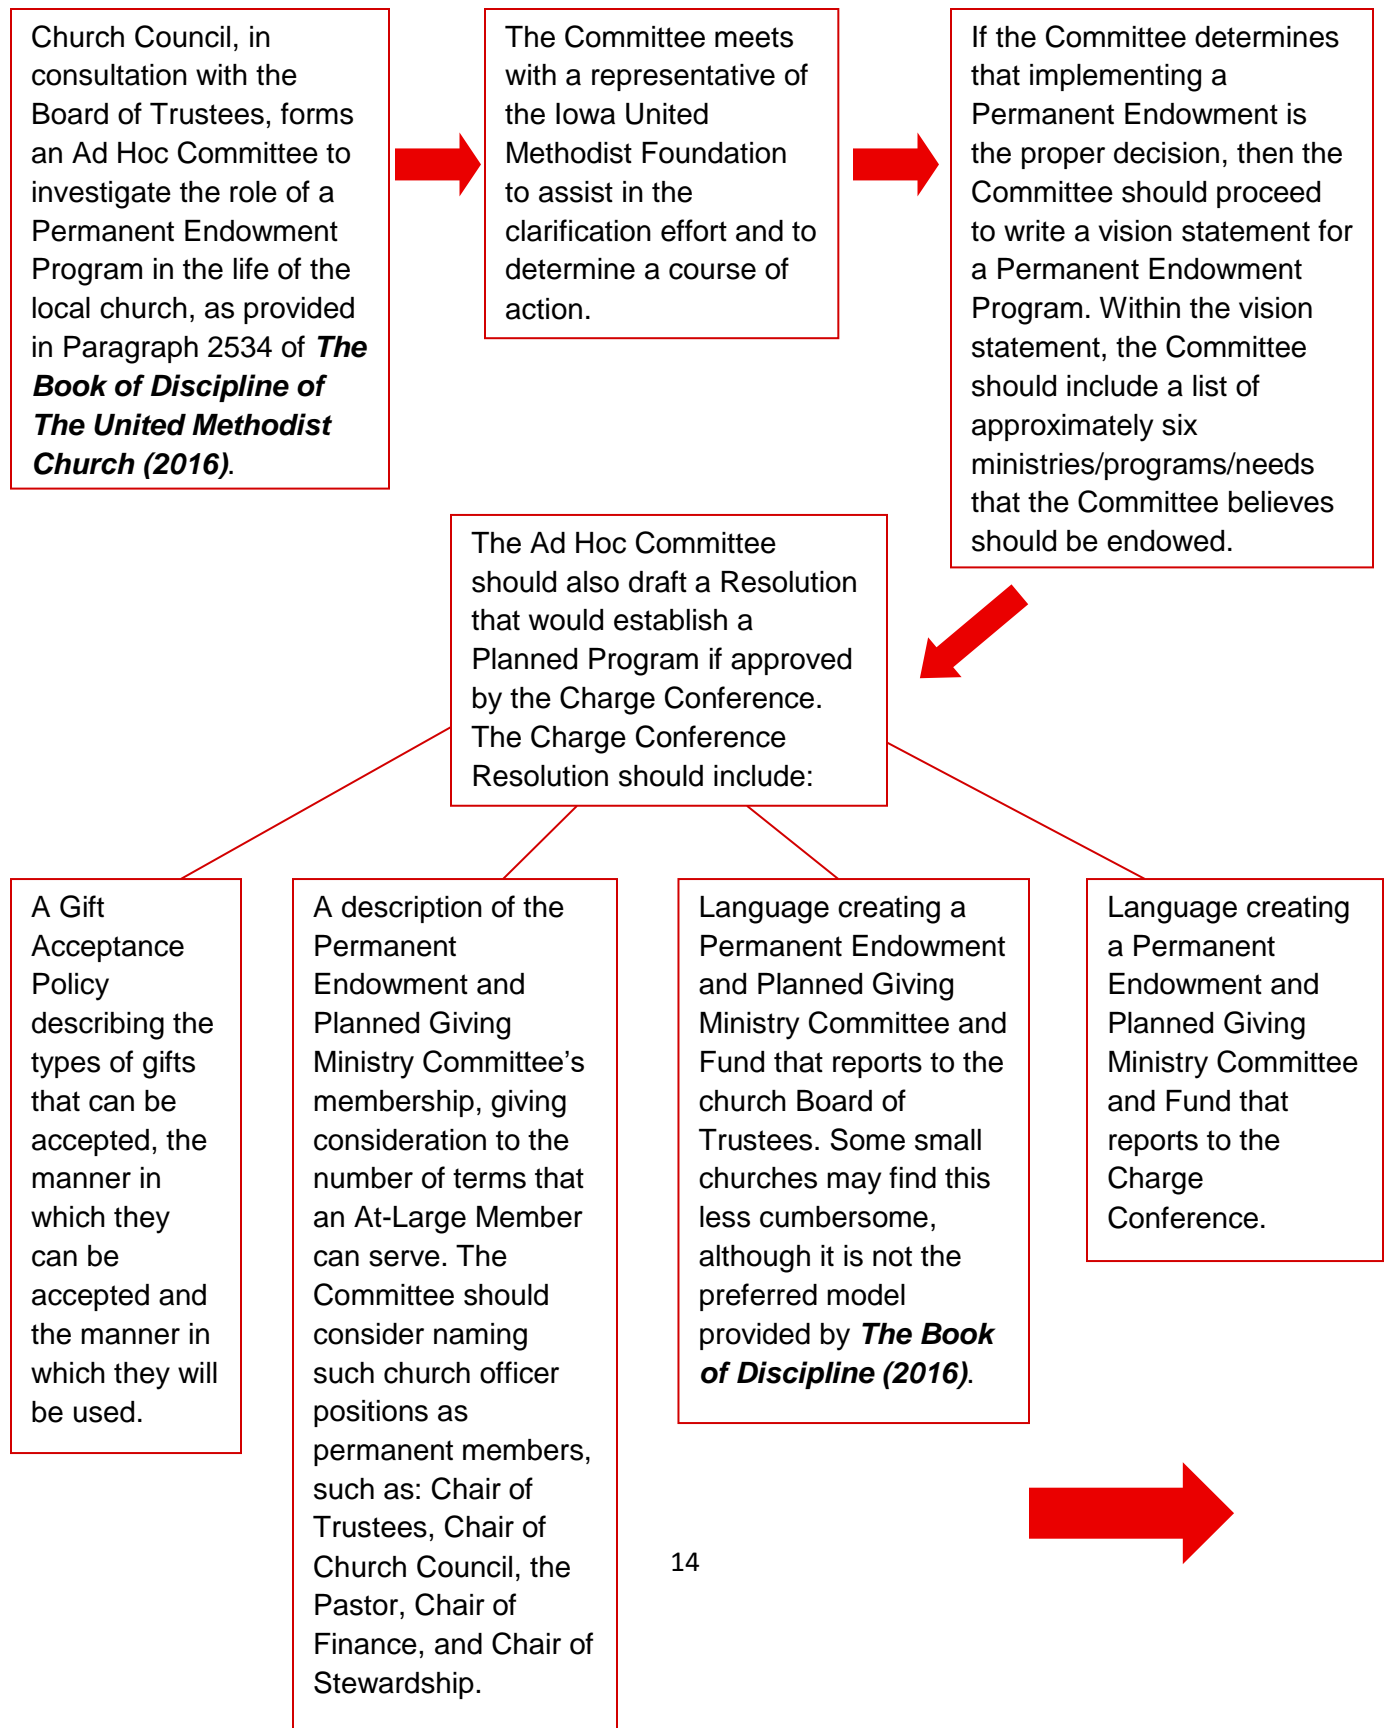 Church Council, in
consultation with the
Board of Trustees, forms
an Ad Hoc Committee to
investigate the role of a
Permanent Endowment
Program in the life of the
local church, as provided
in Paragraph 2534 of The
Book of Discipline of
The United Methodist
Church (2016).
The Committee meets
with a representative of
the Iowa United
Methodist Foundation
to assist in the
clarification effort and to
determine a course of
action.
If the Committee determines
that implementing a
Permanent Endowment is
the proper decision, then the
Committee should proceed
to write a vision statement for
a Permanent Endowment
Program. Within the vision
statement, the Committee
should include a list of
approximately six
ministries/programs/needs
that the Committee believes
should be endowed.
The Ad Hoc Committee
should also draft a Resolution
that would establish a
Planned Program if approved
by the Charge Conference.
The Charge Conference
Resolution should include:
A Gift
Acceptance
Policy
describing the
types of gifts
that can be
accepted, the
manner in
which they
can be
accepted and
the manner in
which they will
be used.
A description of the
Permanent
Endowment and
Planned Giving
Ministry Committee’s
membership, giving
consideration to the
number of terms that
an At-Large Member
can serve. The
Committee should
consider naming
such church officer
positions as
permanent members,
such as: Chair of
Trustees, Chair of
Church Council, the
Pastor, Chair of
Finance, and Chair of
Stewardship.
Language creating a
Permanent Endowment
and Planned Giving
Ministry Committee and
Fund that reports to the
church Board of
Trustees. Some small
churches may find this
less cumbersome,
although it is not the
preferred model
provided by The Book
of Discipline (2016).
Language creating
a Permanent
Endowment and
Planned Giving
Ministry Committee
and Fund that
reports to the
Charge
Conference.
14